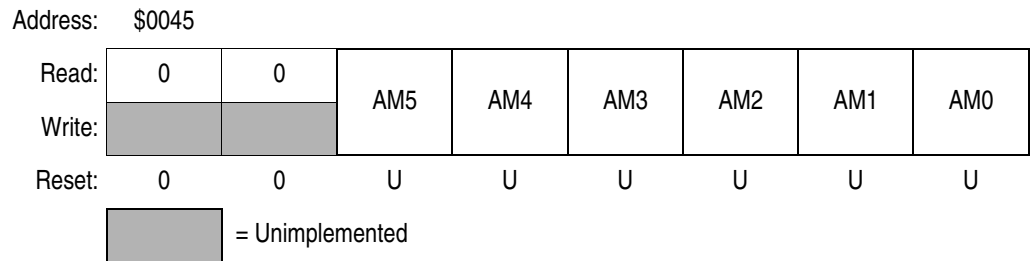 Address: $0045
Read: 0 0 AM5 AM4 AM3 AM2 AM1 AM0
Write:
Reset: 0 0 U U U U U U
= Unimplemented